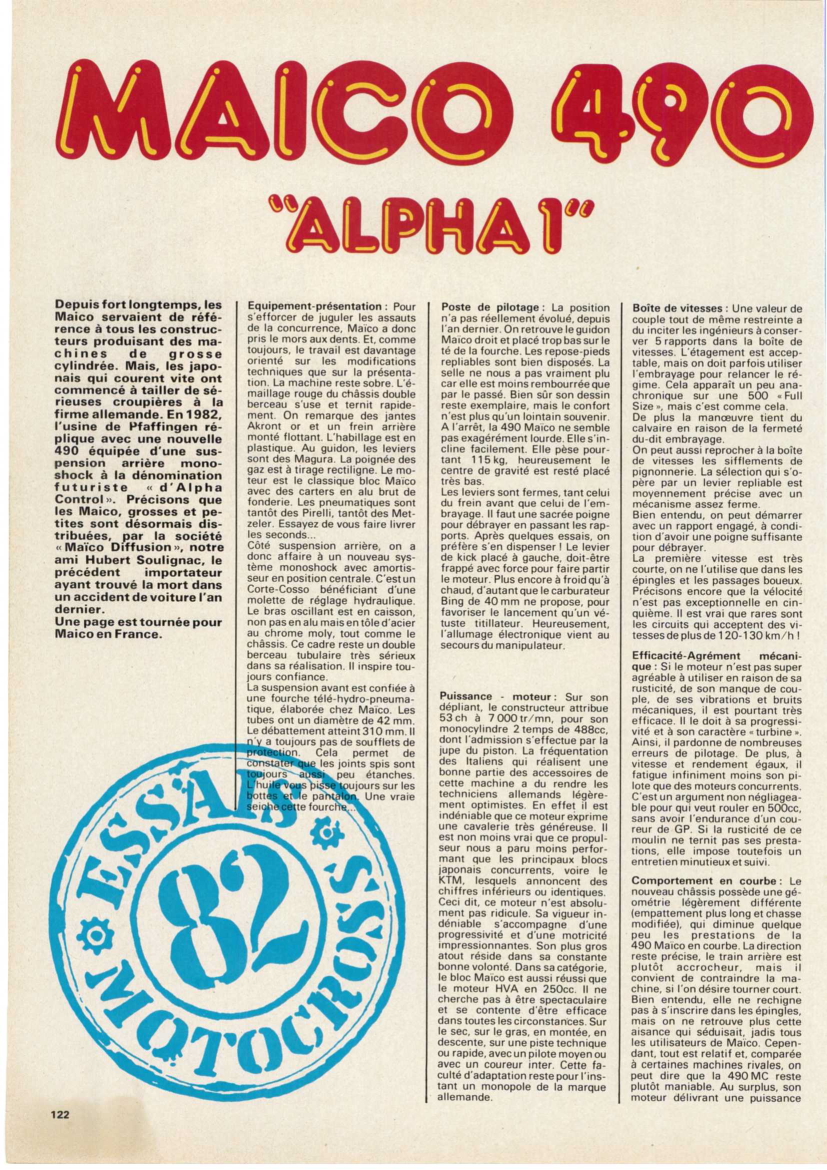 MAICO 490
"ALPHA 1"
Depuis fort longtemps, les
Maico servaient de réfé-
rence à tous les construc-
teurs produisant des ma-
chines de grosse
cylindrée. Mais, les japo-
nais qui courent vite ont
commencé à tailler de sé-
rieuses croupières à la
firme allemande. En 1982,
l'usine de Pfaffingen ré-
plique avec une nouvelle
490 équipée d'une sus-
pension arrière mono-
shock à la dénomination
futuriste « d'Alpha
Control». Précisons que
les Maico, grosses et pe-
tites sont désormais dis-
tribuées, par la société
«Maïco Diffusion», notre
ami Hubert Soulignac, le
précédent importateur
ayant trouvé la mort dans
un accident de voiture l'an
dernier.
Une page est tournée pour
Maico en France.
Equipement-présentation : Pour
s'efforcer de juguler les assauts
de la concurrence, Maïco a donc
pris le mors aux dents. Et, comme
toujours, le travail est davantage
orienté sur les modifications
techniques que sur la présenta-
tion. La machine reste sobre. L'é-
maillage rouge du châssis double
berceau s'use et ternit rapide-
ment. On remarque des jantes
Akront or et un frein arrière
monté flottant. L'habillage est en
plastique. Au guidon, les leviers
sont des Magura. La poignée des
gaz est à tirage rectiligne. Le mo-
teur est le classique bloc Maïco
avec des carters en alu brut de
fonderie. Les pneumatiques sont
tantôt des Pirelli, tantôt des Met-
zeler. Essayez de vous faire livrer
les seconds...
Côté suspension arrière, on a
donc affaire à un nouveau sys-
tème monoshock avec amortis-
seur en position centrale. C'est un
Corte-Cosso bénéficiant d'une
molette de réglage hydraulique.
Le bras oscillant est en caisson,
non pas en alu mais en tôle d'acier
au chrome moly, tout comme le
châssis. Ce cadre reste un double
berceau tubulaire très sérieux
dans sa réalisation. Il inspire tou-
jours confiance.
La suspension avant est confiée à
une fourche télé-hydro-pneuma-
tique, élaborée chez Maïco. Les
tubes ont un diamètre de 42 mm.
Le débattement atteint 310 mm. Il
n'y a toujours pas de soufflets de
protection. Cela permet de
constater que les joints spis sont
toujours aussi peu étanches.
L'huile vous pisse toujours sur les
bottes et le pantalon. Une vraie
seiche cette fourche...
Poste de pilotage : La position
n'a pas réellement évolué, depuis
l'an dernier. On retrouve le guidon
Maïco droit et placé trop bas sur le
té de la fourche. Les repose-pieds
repliables sont bien disposés. La
selle ne nous a pas vraiment plu
car elle est moins rembourrée que
par le passé. Bien sûr son dessin
reste exemplaire, mais le confort
n'est plus qu'un lointain souvenir.
A l'arrêt, la 490 Maïco ne semble
pas exagérément lourde. Elle s'in-
cline facilement. Elle pèse pour-
tant 115 kg, heureusement le
centre de gravité est resté placé
très bas.
Les leviers sont fermes, tant celui
du frein avant que celui de l'em-
brayage. Il faut une sacrée poigne
pour débrayer en passant les rap-
ports. Après quelques essais, on
préfère s'en dispenser ! Le levier
de kick placé à gauche, doit-être
frappé avec force pour faire partir
le moteur. Plus encore à froid qu'à
chaud, d'autant que le carburateur
Bing de 40 mm ne propose, pour
favoriser le lancement qu'un vé-
tuste titillateur. Heureusement,
l'allumage électronique vient au
secours du manipulateur.
Puissance - moteur : Sur son
dépliant, le constructeur attribue
53 ch à 7 000 tr/mn, pour son
monocylindre 2 temps de 488cc,
dont l'admission s'effectue par la
jupe du piston. La fréquentation
des Italiens qui réalisent une
bonne partie des accessoires de
cette machine a du rendre les
techniciens allemands légère-
ment optimistes. En effet il est
indéniable que ce moteur exprime
une cavalerie très généreuse. Il
est non moins vrai que ce propul-
seur nous a paru moins perfor-
mant que les principaux blocs
japonais concurrents, voire le
KTM, lesquels annoncent des
chiffres inférieurs ou identiques.
Ceci dit, ce moteur n'est absolu-
ment pas ridicule. Sa vigueur in-
déniable s'accompagne d'une
progressivité et d'une motricité
impressionnantes. Son plus gros
atout réside dans sa constante
bonne volonté. Dans sa catégorie,
le bloc Maïco est aussi réussi que
le moteur HVA en 250cc. Il ne
cherche pas à être spectaculaire
et se contente d'être efficace
dans toutes les circonstances. Sur
le sec, sur le gras, en montée, en
descente, sur une piste technique
ou rapide, avec un pilote moyen ou
avec un coureur inter. Cette fa-
culté d'adaptation reste pour l'ins-
tant un monopole de la marque
allemande.
Boîte de vitesses : Une valeur de
couple tout de même restreinte a
du inciter les ingénieurs à conser-
ver 5 rapports dans la boîte de
vitesses. L'étagement est accep-
table, mais on doit parfois utiliser
l'embrayage pour relancer le ré-
gime. Cela apparaît un peu ana-
chronique sur une 500 «Full
Size», mais c'est comme cela.
De plus la manœuvre tient du
calvaire en raison de la fermeté
du-dit embrayage.
On peut aussi reprocher à la boîte
de vitesses les sifflements de
pignonnerie. La sélection qui s'o-
père par un levier repliable est
moyennement précise avec un
mécanisme assez ferme.
Bien entendu, on peut démarrer
avec un rapport engagé, à condi-
tion d'avoir une poigne suffisante
pour débrayer.
La première vitesse est très
courte, on ne l'utilise que dans les
épingles et les passages boueux.
Précisons encore que la vélocité
n'est pas exceptionnelle en cin-
quième. Il est vrai que rares sont
les circuits qui acceptent des vi-
tesses de plus de 120-130 km/h !
Efficacité-Agrément mécani-
que : Si le moteur n'est pas super
agréable à utiliser en raison de sa
rusticité, de son manque de cou-
ple, de ses vibrations et bruits
mécaniques, il est pourtant très
efficace. Il le doit à sa progressi-
vité et à son caractère «turbine».
Ainsi, il pardonne de nombreuses
erreurs de pilotage. De plus, à
vitesse et rendement égaux, il
fatigue infiniment moins son pi-
lote que des moteurs concurrents.
C'est un argument non négliagea-
ble pour qui veut rouler en 500cc,
sans avoir l'endurance d'un cou-
reur de GP. Si la rusticité de ce
moulin ne ternit pas ses presta-
tions, elle impose toutefois un
entretien minutieux et suivi.
Comportement en courbe : Le
nouveau châssis possède une gé-
ométrie légèrement différente
(empattement plus long et chasse
modifiée), qui diminue quelque
peu les prestations de la
490 Maïco en courbe. La direction
reste précise, le train arrière est
plutôt accrocheur, mais il
convient de contraindre la ma-
chine, si l'on désire tourner court.
Bien entendu, elle ne rechigne
pas à s'inscrire dans les épingles,
mais on ne retrouve plus cette
aisance qui séduisait, jadis tous
les utilisateurs de Maïco. Cepen-
dant, tout est relatif et, comparée
à certaines machines rivales, on
peut dire que la 490 MC reste
plutôt maniable. Au surplus, son
moteur délivrant une puissance
ESSAIS
82
MOTOCROSS
122